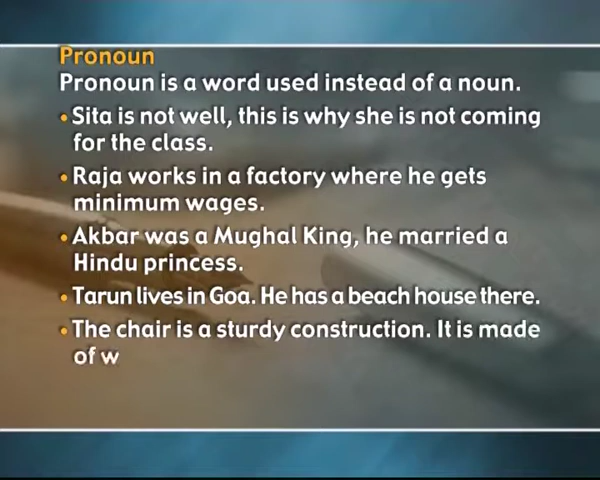 Pronoun
Pronoun is a word used instead of a noun.
• Sita is not well, this is why she is not coming
for the class.
• Raja works in a factory where he gets
minimum wages.
• Akbar was a Mughal King, he married a
Hindu princess.
• Tarun lives in Goa. He has a beach house there.
• The chair is a sturdy construction. It is made
of w